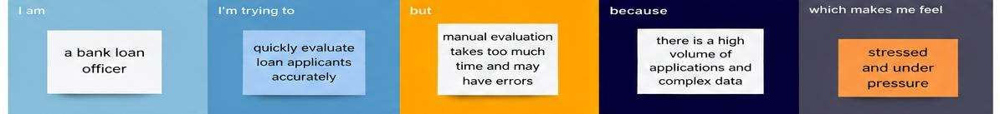 I am
a bank loan
officer
I'm trying to
quickly evaluate
loan applicants
accurately
but
manual evaluation
takes too much
time and may
have errors
because
there is a high
volume of
applications and
complex data
which makes me feel
stressed
and under
pressure